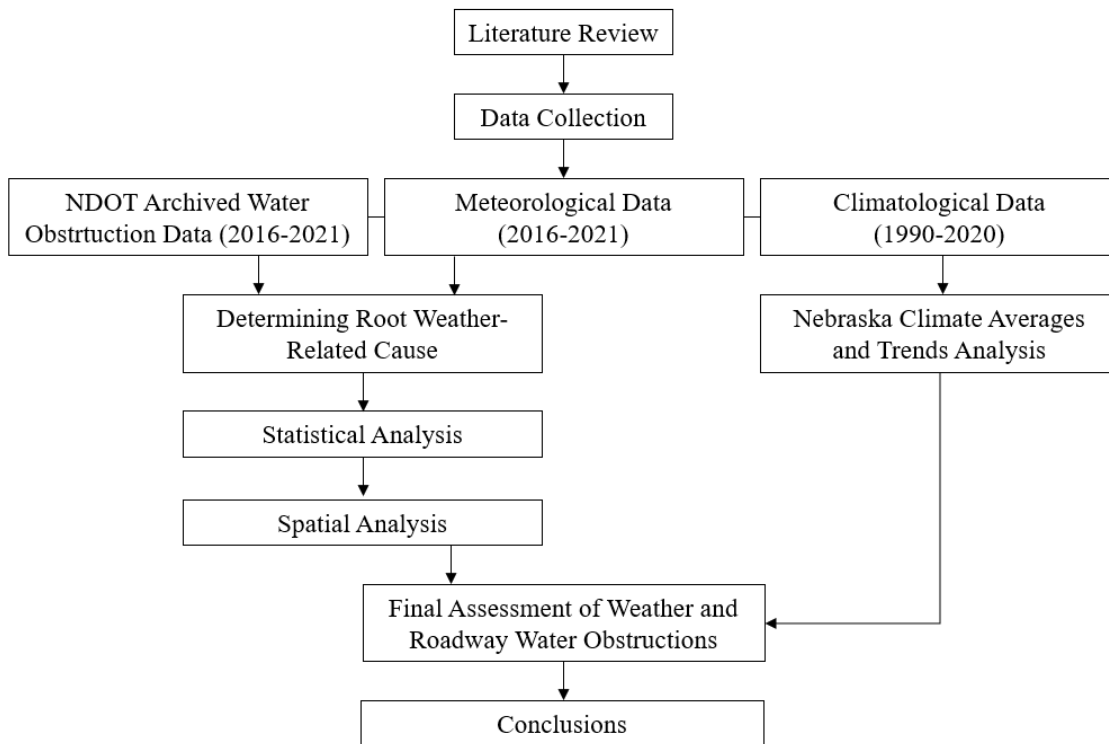 Literature Review
Data Collection
NDOT Archived Water
Obstrtuction Data (2016-2021)
Meteorological Data
(2016-2021)
Climatological Data
(1990-2020)
Determining Root Weather-
Related Cause
Nebraska Climate Averages
and Trends Analysis
Statistical Analysis
Spatial Analysis
Final Assessment of Weather and
Roadway Water Obstructions
Conclusions